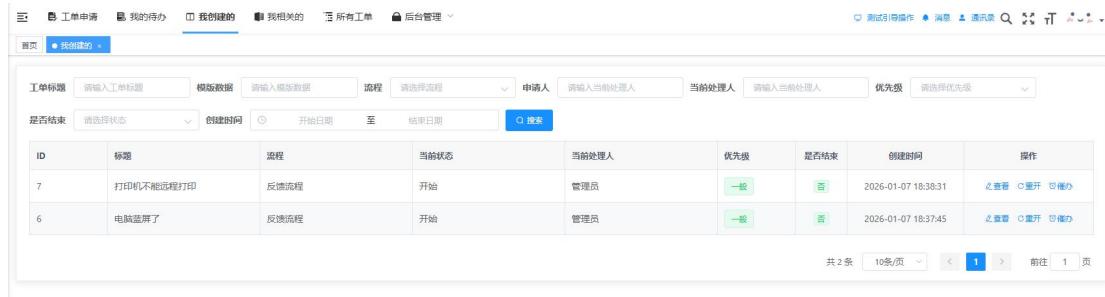 工单申请 我的待办 我创建的 我相关的 所有工单 后台管理 测试引导操作 消息 通讯录
首页 我创建的 ×
工单标题 请输入工单标题 模版数据 请输入模版数据 流程 请选择流程 申请人 请输入当前处理人 当前处理人 请输入当前处理人 优先级 请选择优先级
是否结束 请选择状态 创建时间 开始日期 至 结束日期 搜索
ID 标题 流程 当前状态 当前处理人 优先级 是否结束 创建时间 操作
7 打印机不能远程打印 反馈流程 开始 管理员 一般 否 2026-01-07 18:38:31 查看 重开 催办
6 电脑蓝屏了 反馈流程 开始 管理员 一般 否 2026-01-07 18:37:45 查看 重开 催办
共 2 条 10条/页 1 前往 1 页